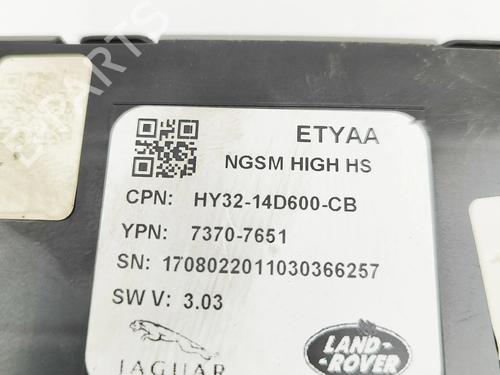 ETYAA
NGSM HIGH HS
CPN: HY32-14D600-CB
YPN: 7370-7651
SN: 1708022011030366257
SW V: 3.03
JAGUAR
LAND-
-ROVER
B-PARTS